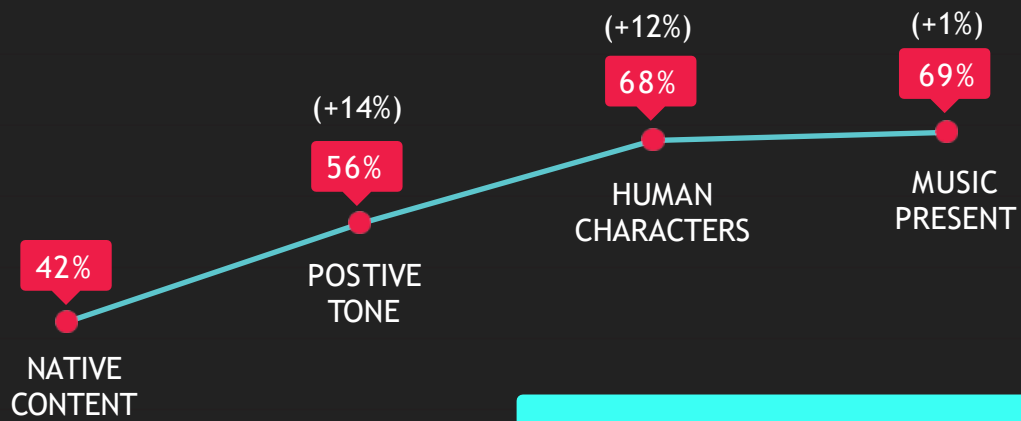 (+12%)
(+1%)
68%
69%
(+14%)
56%
HUMAN
CHARACTERS
MUSIC
PRESENT
42%
POSTIVE
TONE
NATIVE
CONTENT